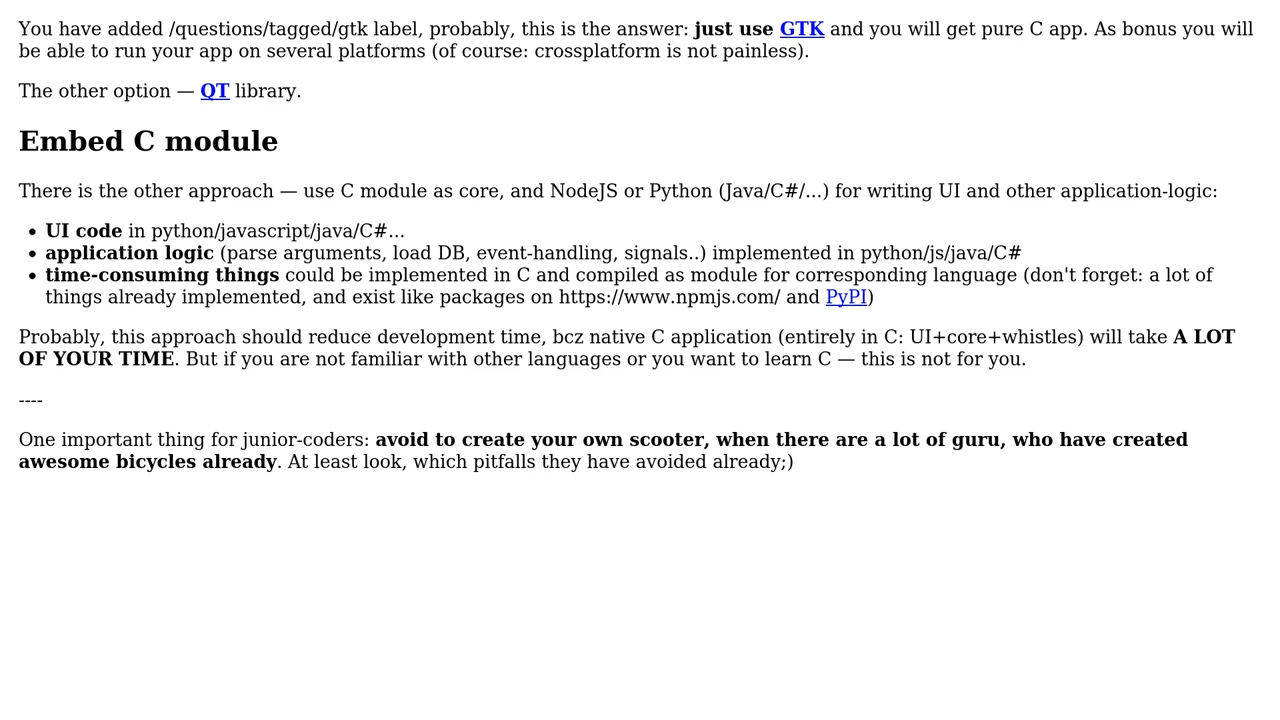 You have added /questions/tagged/gtk label, probably, this is the answer: just use GTK and you will get pure C app. As bonus you will
be able to run your app on several platforms (of course: crossplatform is not painless).
The other option — QT library.
Embed C module
There is the other approach — use C module as core, and NodeJS or Python (Java/C#/...) for writing UI and other application-logic:
• UI code in python/javascript/java/C#...
• application logic (parse arguments, load DB, event-handling, signals..) implemented in python/js/java/C#
• time-consuming things could be implemented in C and compiled as module for corresponding language (don't forget: a lot of
things already implemented, and exist like packages on https://www.npmjs.com/ and PyPI)
Probably, this approach should reduce development time, bcz native C application (entirely in C: UI+core+whistles) will take A LOT
OF YOUR TIME. But if you are not familiar with other languages or you want to learn C — this is not for you.
----
One important thing for junior-coders: avoid to create your own scooter, when there are a lot of guru, who have created
awesome bicycles already. At least look, which pitfalls they have avoided already;)